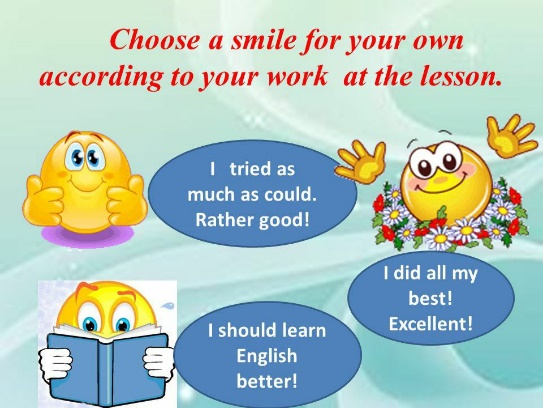 Choose a smile for your own
according to your work at the lesson.
I tried as
much as could.
Rather good!
I did all my
best!
Excellent!
I should learn
English
better!